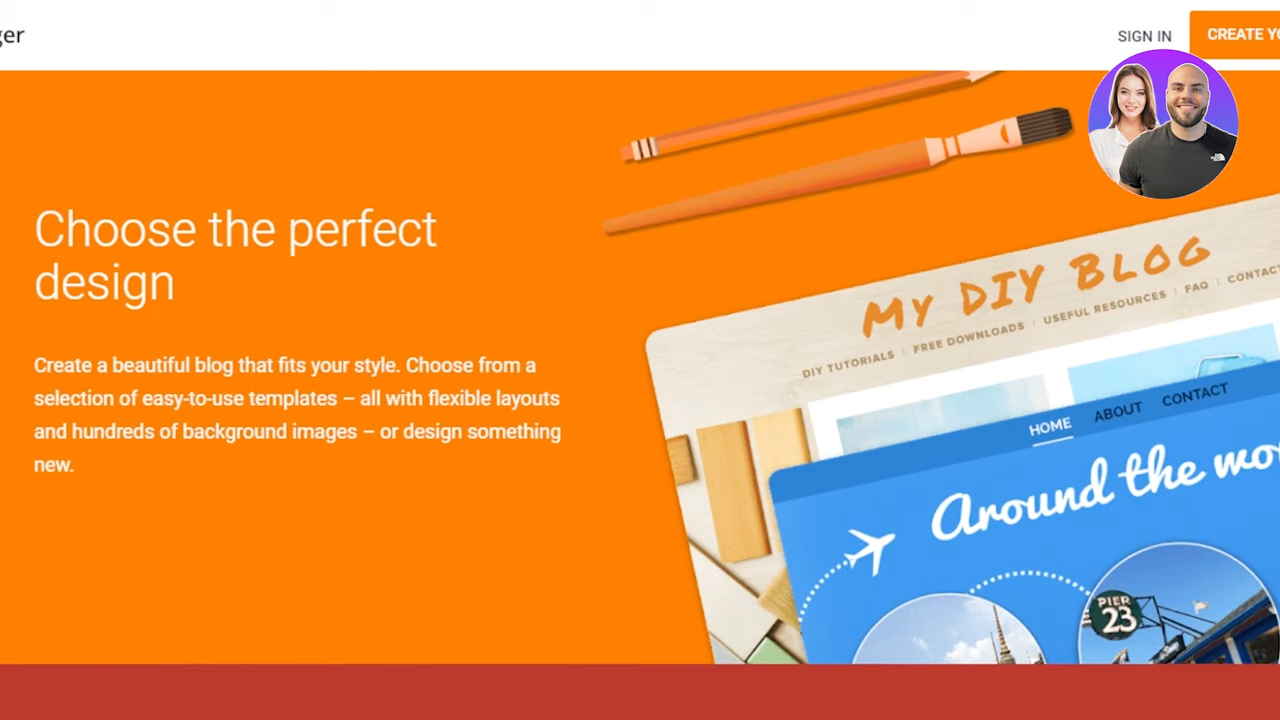 ger
SIGN IN
CREATE YO
Choose the perfect
design
Create a beautiful blog that fits your style. Choose from a
selection of easy-to-use templates – all with flexible layouts
and hundreds of background images – or design something
new.
My DIY Blog
DIY TUTORIALS | FREE DOWNLOADS | USEFUL RESOURCES | FAQ | CONTACT
HOME ABOUT CONTACT
Around the wo
PIER
23